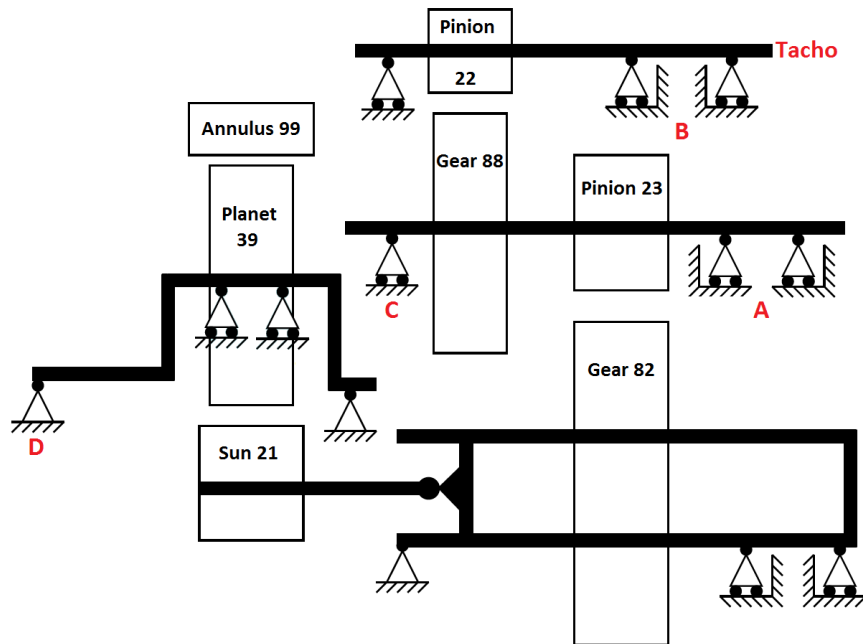 Pinion
22
Tacho
B
Annulus 99
Gear 88
Pinion 23
Planet
39
C
A
Gear 82
D
Sun 21